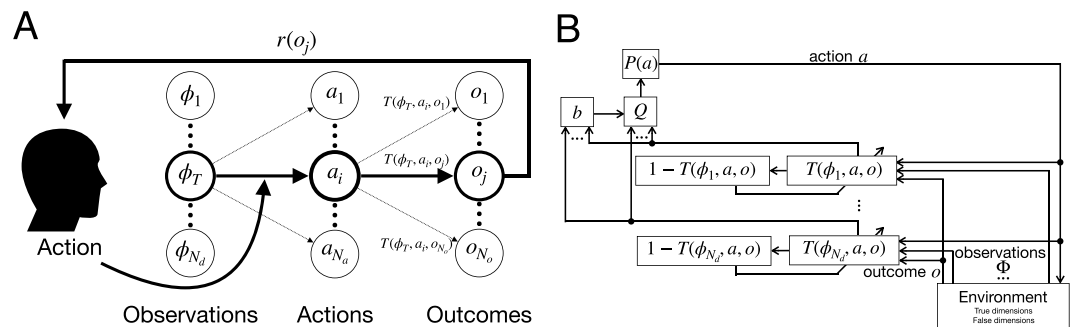 A
r(o_j)
ϕ_1
a_1
o_1
T(ϕ_T, a_i, o_1)
ϕ_T
a_i
T(ϕ_T, a_i, o_j)
o_j
Action
ϕ_{N_d}
a_{N_a}
T(ϕ_T, a_i, o_{N_o})
o_{N_o}
Observations
Actions
Outcomes
B
P(a)
action a
b
Q
...
...
1 − T(ϕ_1, a, o)
T(ϕ_1, a, o)
⋮
1 − T(ϕ_{N_d}, a, o)
T(ϕ_{N_d}, a, o)
outcome o
observations
Φ
...
Environment
True dimensions
False dimensions